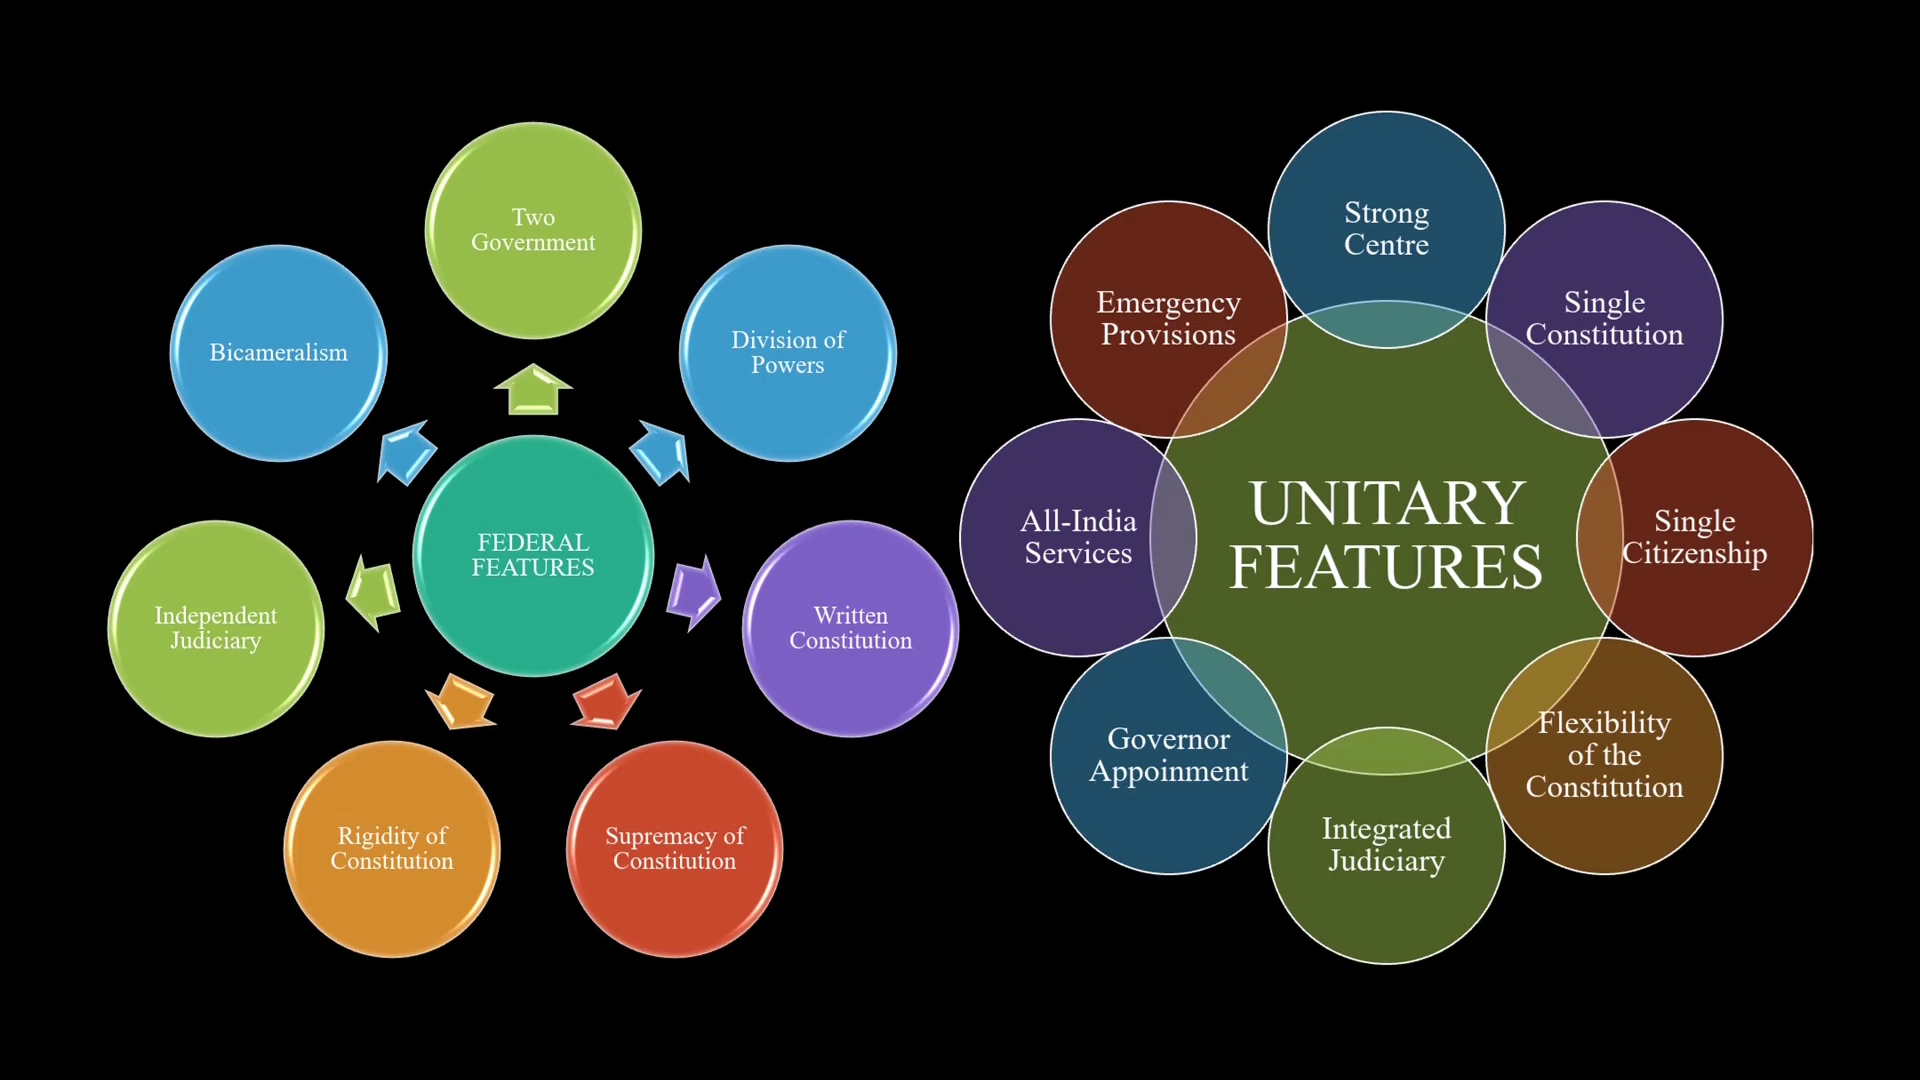 Two
Government
Division of
Powers
Written
Constitution
Supremacy of
Constitution
Rigidity of
Constitution
Independent
Judiciary
Bicameralism
FEDERAL
FEATURES
Strong
Centre
Single
Constitution
Single
Citizenship
Flexibility
of the
Constitution
Integrated
Judiciary
Governor
Appoinment
All-India
Services
Emergency
Provisions
UNITARY
FEATURES